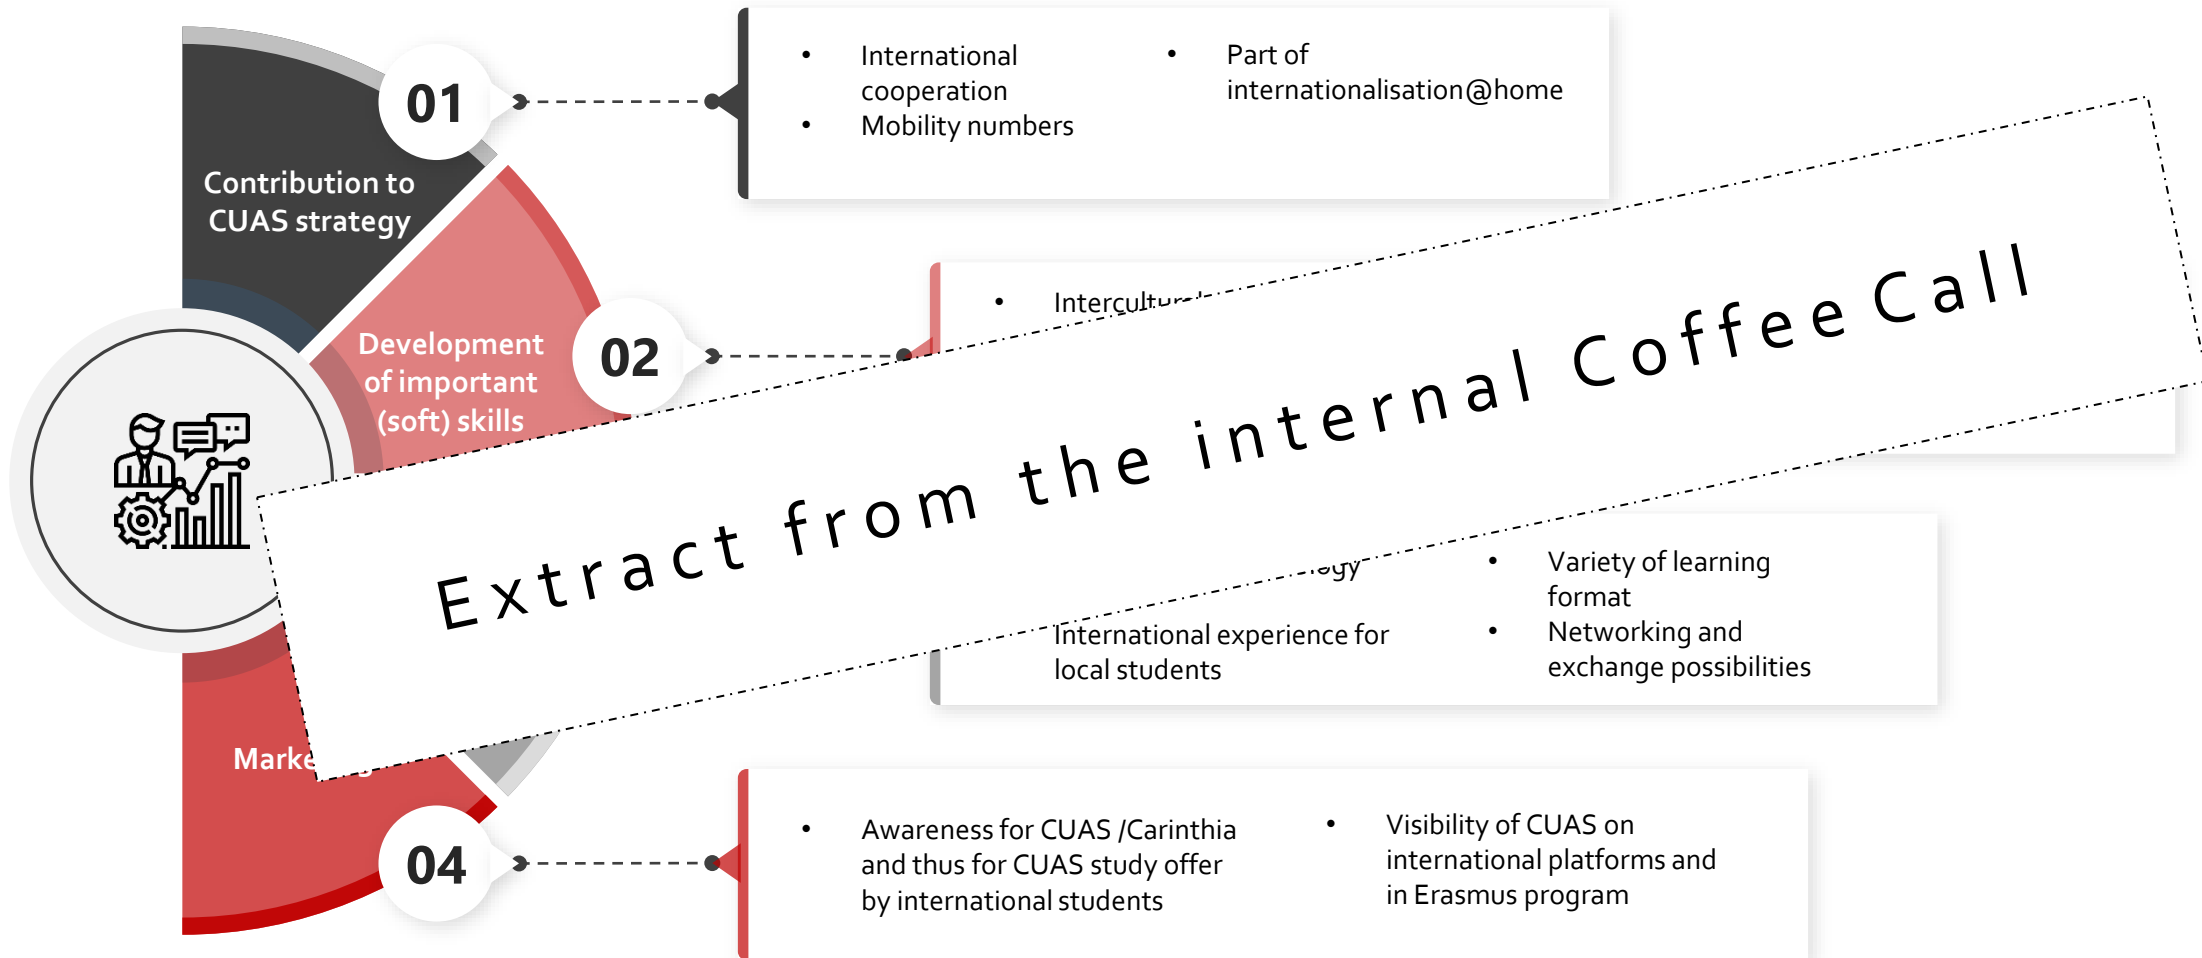 01
Contribution to
CUAS strategy
International
cooperation
Mobility numbers
Part of
internationalisation@home
02
Development
of important
(soft) skills
Extract from the internal Coffee Call
International experience for
local students
Variety of learning
format
Networking and
exchange possibilities
04
Awareness for CUAS /Carinthia
and thus for CUAS study offer
by international students
Visibility of CUAS on
international platforms and
in Erasmus program